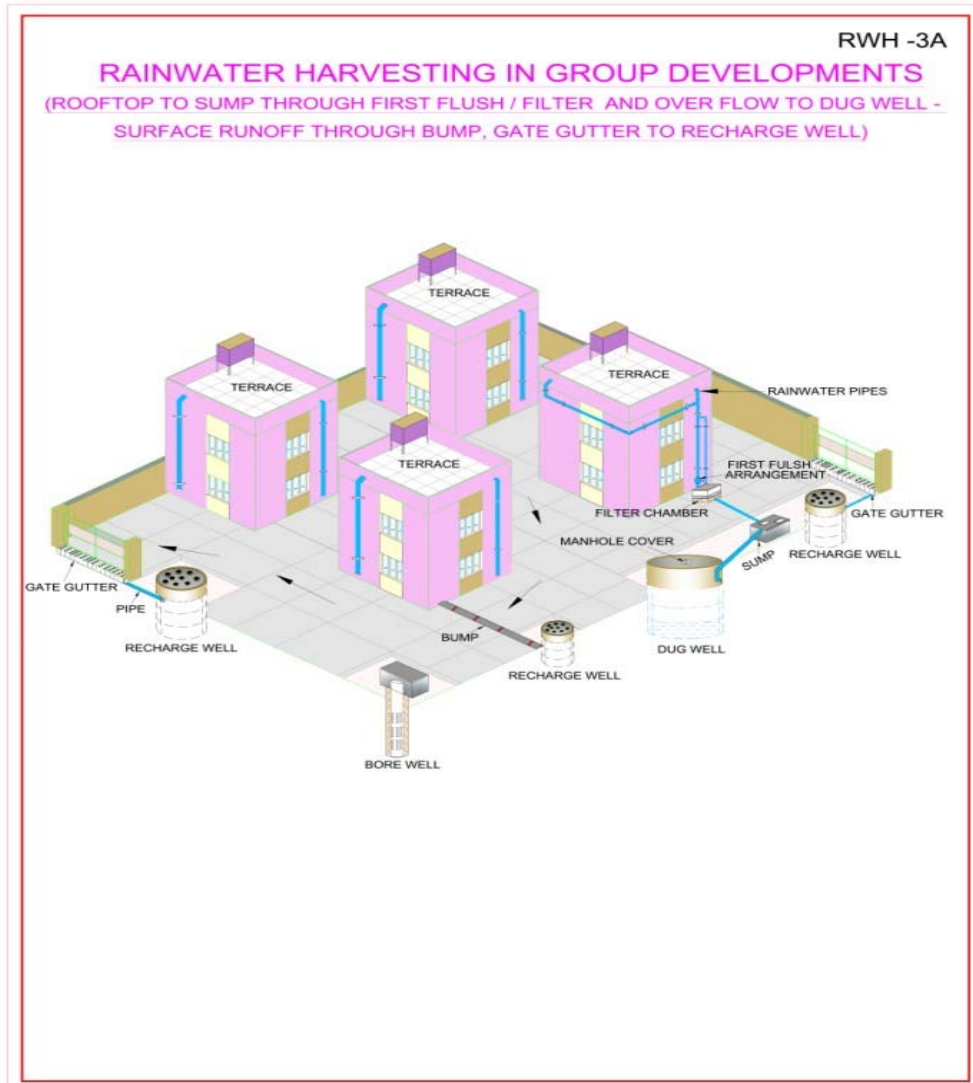 RWH -3A
RAINWATER HARVESTING IN GROUP DEVELOPMENTS
(ROOFTOP TO SUMP THROUGH FIRST FLUSH / FILTER AND OVER FLOW TO DUG WELL -
SURFACE RUNOFF THROUGH BUMP, GATE GUTTER TO RECHARGE WELL)
TERRACE
TERRACE
TERRACE
RAINWATER PIPES
TERRACE
FIRST FULSH
ARRANGEMENT
FILTER CHAMBER
GATE GUTTER
MANHOLE COVER
SUMP
RECHARGE WELL
GATE GUTTER
PIPE
BUMP
RECHARGE WELL
DUG WELL
RECHARGE WELL
BORE WELL